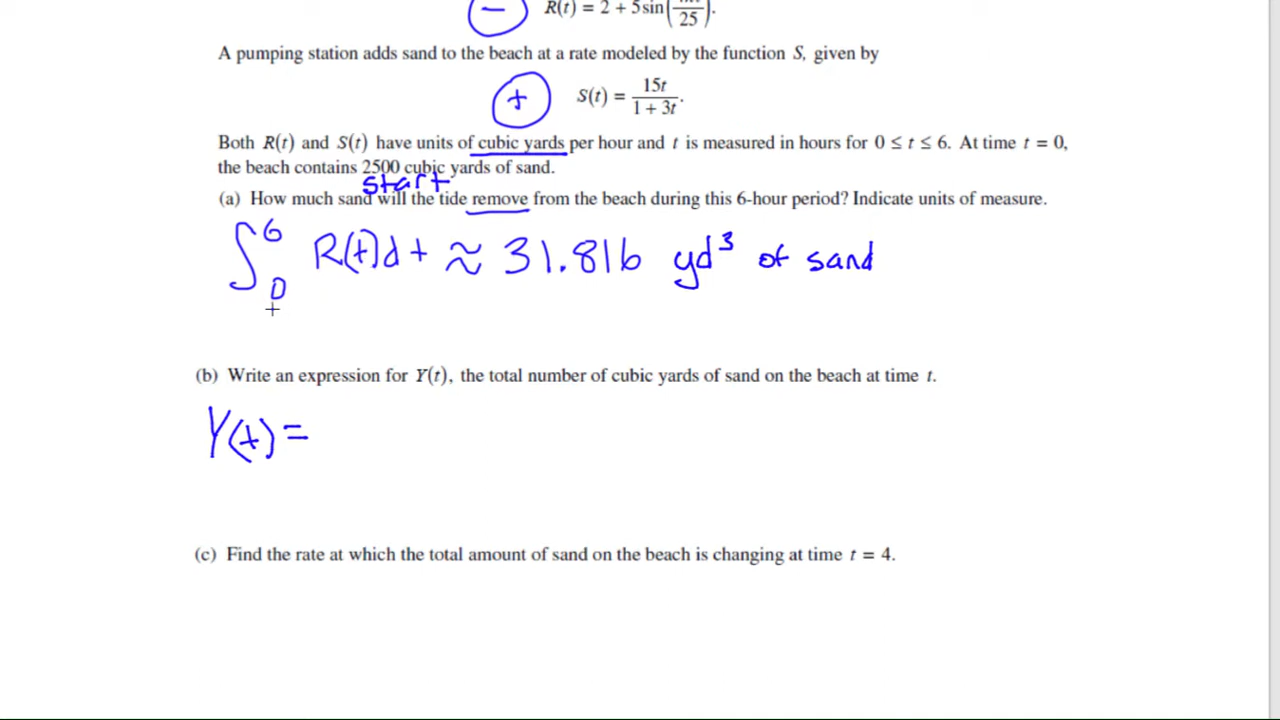 − R(t) = 2 + 5 sin( /25).
A pumping station adds sand to the beach at a rate modeled by the function S, given by
+ S(t) = 15t/(1 + 3t).
Both R(t) and S(t) have units of cubic yards per hour and t is measured in hours for 0 ≤ t ≤ 6. At time t = 0,
the beach contains 2500 cubic yards of sand.
start
(a) How much sand will the tide remove from the beach during this 6-hour period? Indicate units of measure.
∫₀⁶ R(t)dt ≈ 31.816 yd³ of sand
(b) Write an expression for Y(t), the total number of cubic yards of sand on the beach at time t.
Y(t) =
(c) Find the rate at which the total amount of sand on the beach is changing at time t = 4.